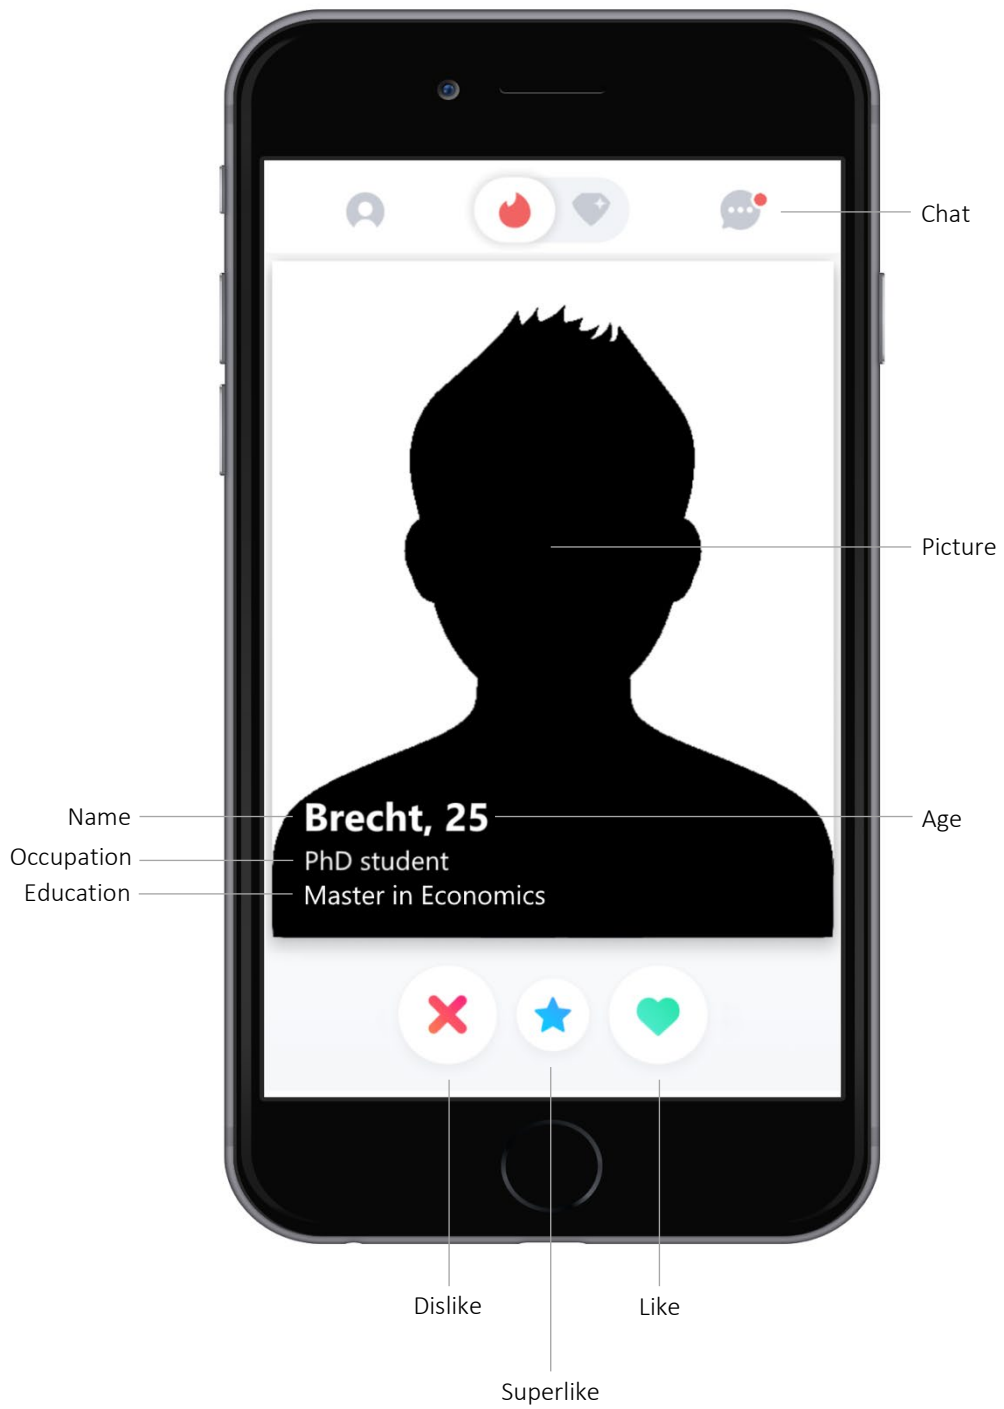 Chat
Picture
Name
Brecht, 25
Age
Occupation
PhD student
Education
Master in Economics
Dislike
Like
Superlike